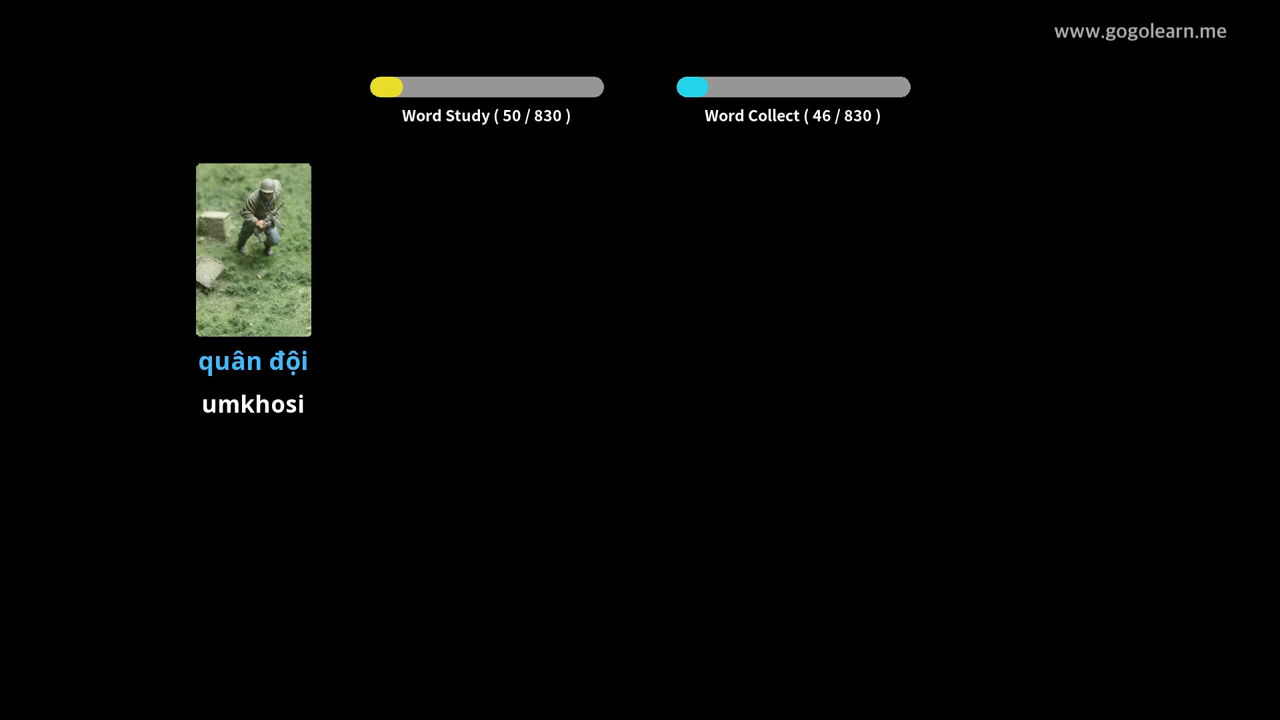 www.gogolearn.me
Word Study ( 50 / 830 )
Word Collect ( 46 / 830 )
quân đội
umkhosi